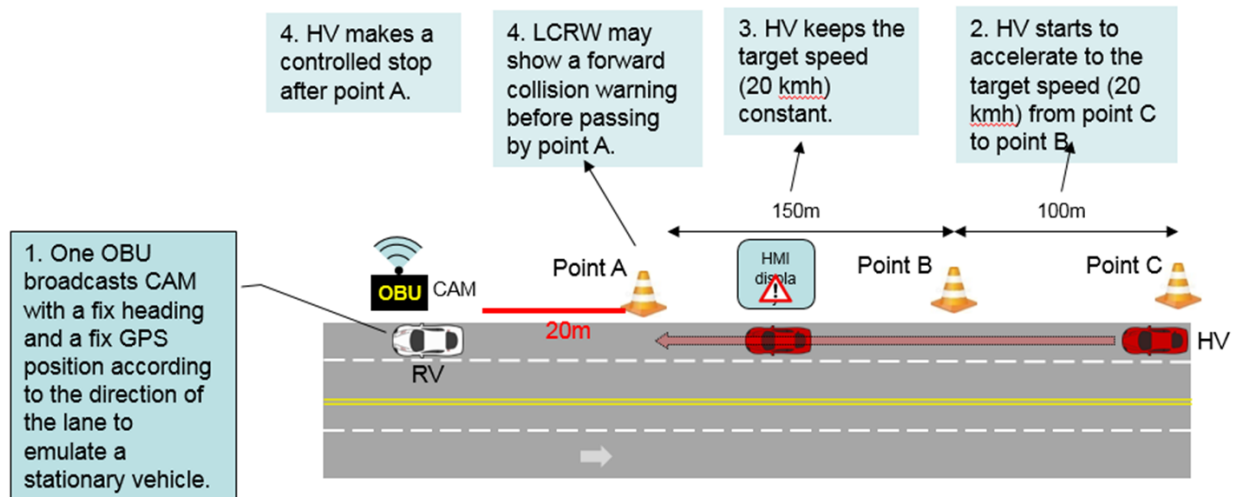 4. HV makes a
controlled stop
after point A.
4. LCRW may
show a forward
collision warning
before passing
by point A.
3. HV keeps the
target speed
(20 kmh)
constant.
2. HV starts to
accelerate to the
target speed (20
kmh) from point C
to point B.
150m
100m
1. One OBU
broadcasts CAM
with a fix heading
and a fix GPS
position according
to the direction of
the lane to
emulate a
stationary vehicle.
OBU CAM
Point A
HMI
displa
Point B
Point C
20m
RV
HV